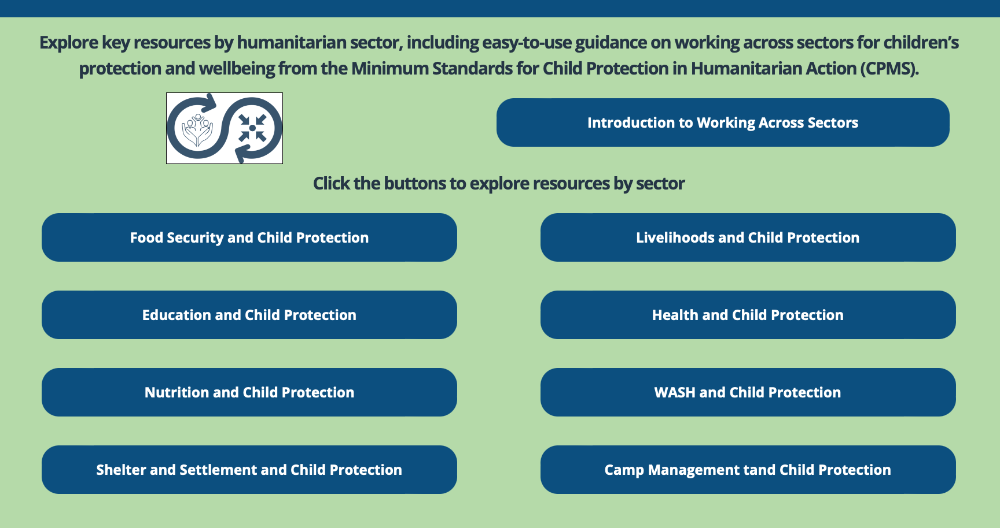 Explore key resources by humanitarian sector, including easy-to-use guidance on working across sectors for children’s
protection and wellbeing from the Minimum Standards for Child Protection in Humanitarian Action (CPMS).
Introduction to Working Across Sectors
Click the buttons to explore resources by sector
Food Security and Child Protection
Livelihoods and Child Protection
Education and Child Protection
Health and Child Protection
Nutrition and Child Protection
WASH and Child Protection
Shelter and Settlement and Child Protection
Camp Management tand Child Protection